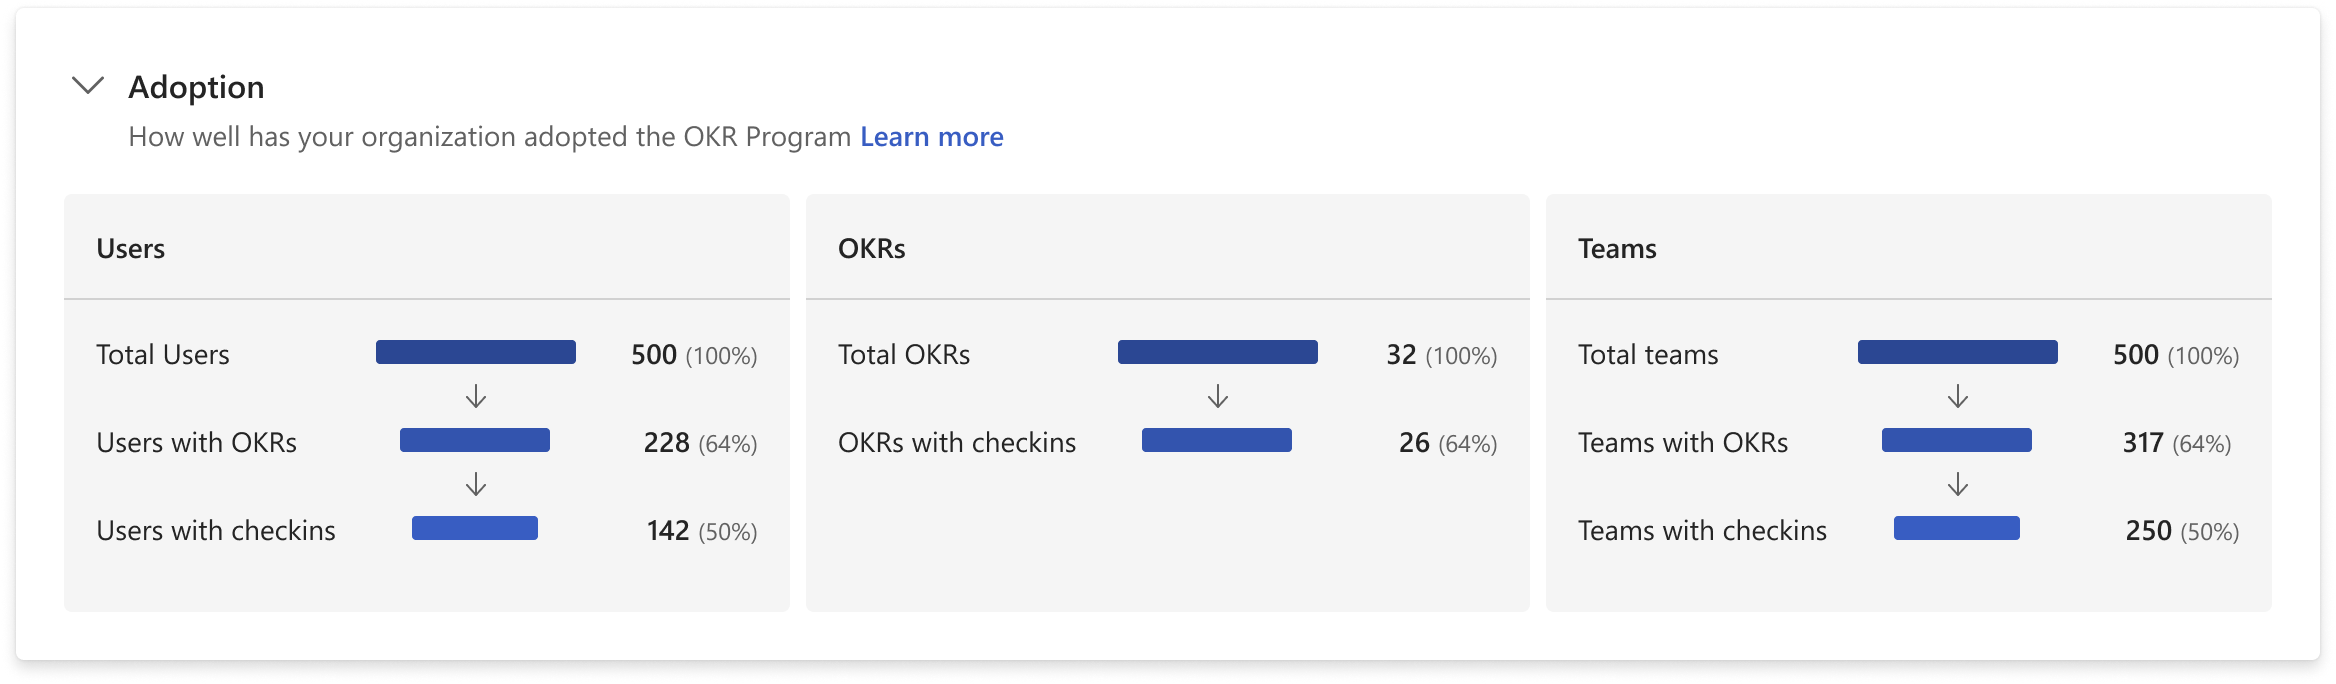 Adoption
How well has your organization adopted the OKR Program Learn more
Users
Total Users 500 (100%)
Users with OKRs 228 (64%)
Users with checkins 142 (50%)
OKRs
Total OKRs 32 (100%)
OKRs with checkins 26 (64%)
Teams
Total teams 500 (100%)
Teams with OKRs 317 (64%)
Teams with checkins 250 (50%)